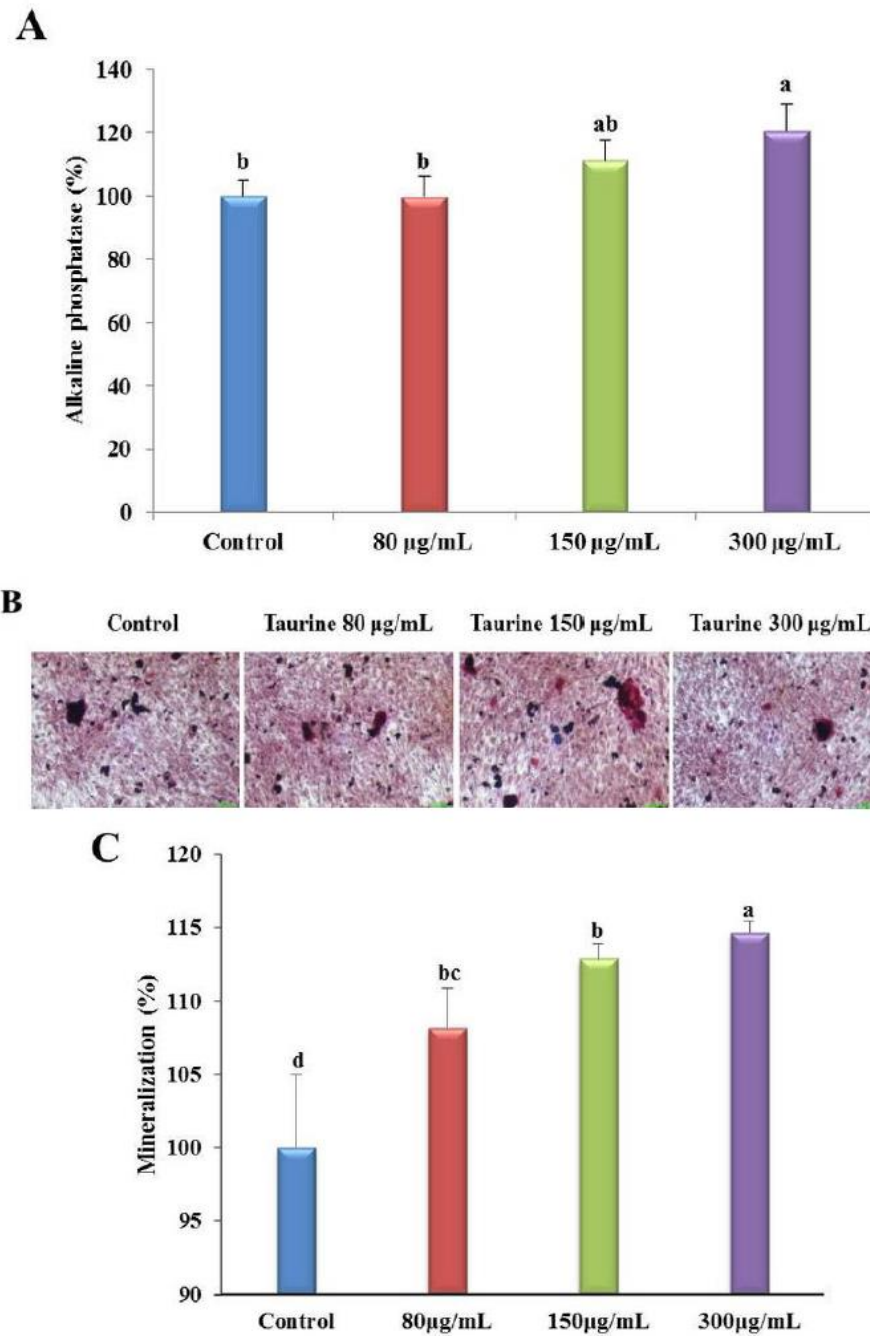 A
Alkaline phosphatase (%)
140
120
100
80
60
40
20
0
b
b
ab
a
Control 80 µg/mL 150 µg/mL 300 µg/mL
B
Control Taurine 80 µg/mL Taurine 150 µg/mL Taurine 300 µg/mL
C
Mineralization (%)
120
115
110
105
100
95
90
d
bc
b
a
Control 80µg/mL 150µg/mL 300µg/mL